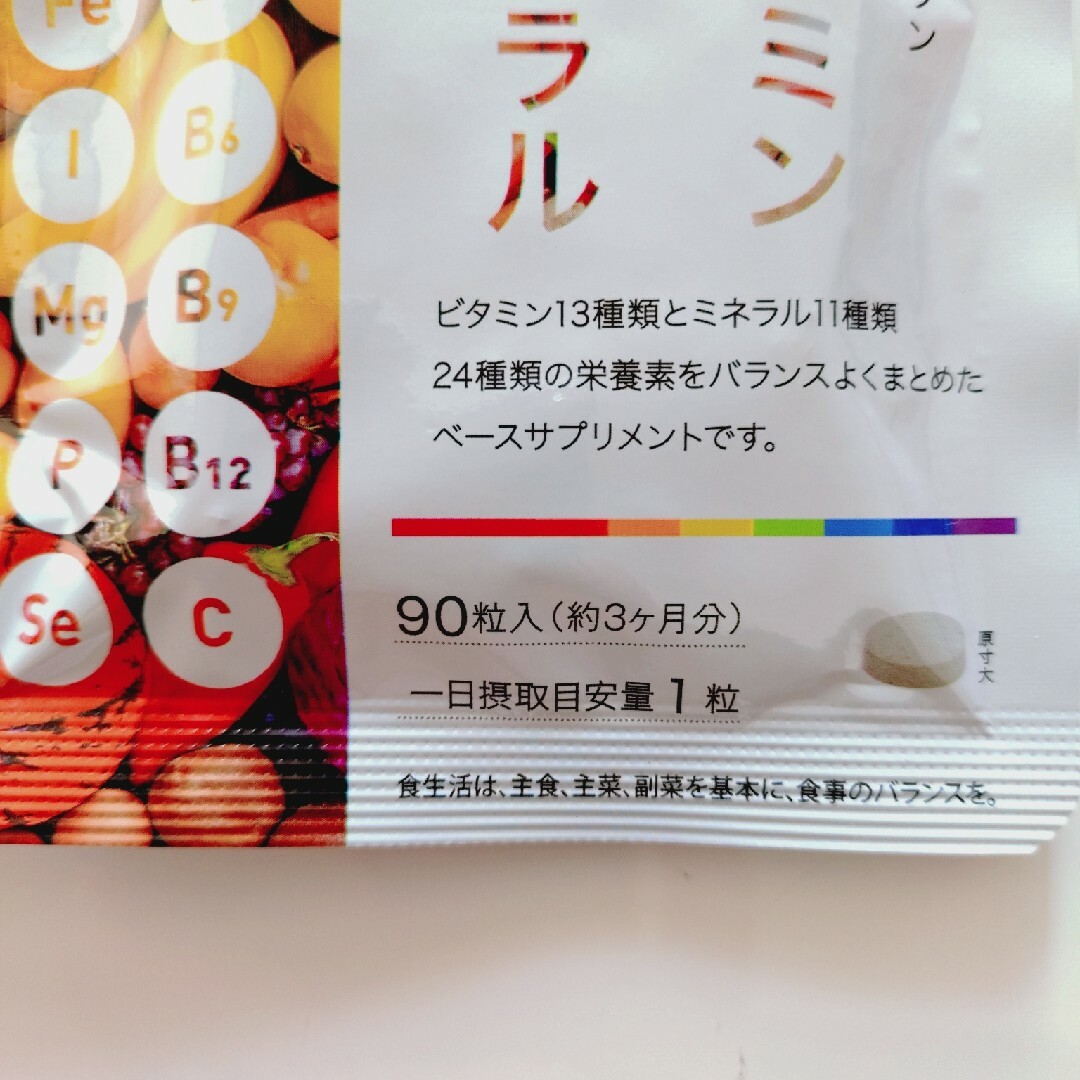 Fe
I
B6
Mg
B9
P
B12
Se
C
ミン
ラル
ン
ビタミン13種類とミネラル11種類
24種類の栄養素をバランスよくまとめた
ベースサプリメントです。
90粒入（約3ヶ月分）
一日摂取目安量 1 粒
原寸大
食生活は、主食、主菜、副菜を基本に、食事のバランスを。